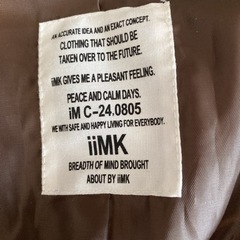 AN ACCURATE IDEA AND AN EXACT CONCEPT.
CLOTHING THAT SHOULD BE
TAKEN OVER TO THE FUTURE.
iiMK GIVES ME A PLEASANT FEELING.
PEACE AND CALM DAYS.
iM C-24.0805
WE WITH SAFE AND HAPPY LIVING FOR EVERYBODY.
iiMK
BREADTH OF MIND BROUGHT
ABOUT BY iiMK